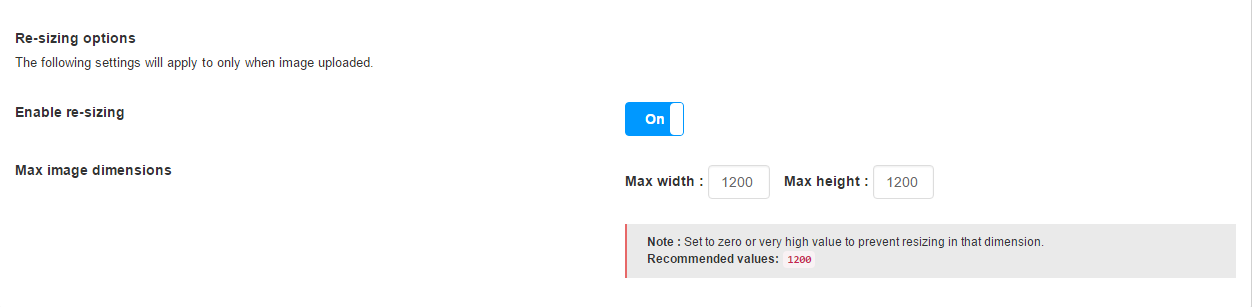 Re-sizing options
The following settings will apply to only when image uploaded.
Enable re-sizing
On
Max image dimensions
Max width : 1200 Max height : 1200
Note : Set to zero or very high value to prevent resizing in that dimension.
Recommended values: 1200